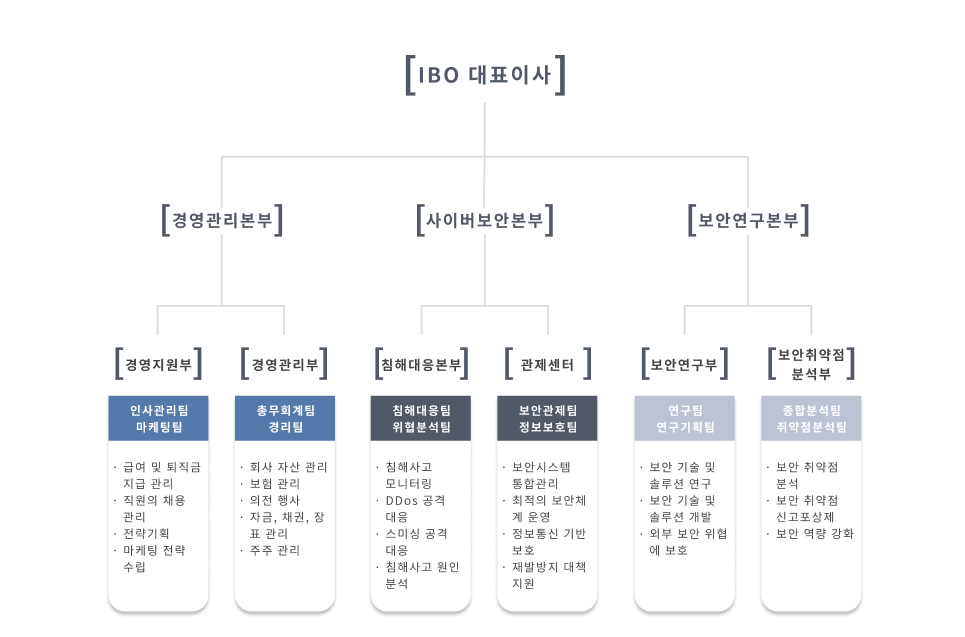 [IBO 대표이사]
[경영관리본부]
[사이버보안본부]
[보안연구본부]
[경영지원부]
[경영관리부]
[침해대응본부]
[관제센터]
[보안연구부]
[보안취약점
분석부]
인사관리팀
마케팅팀
· 급여 및 퇴직금
지급 관리
· 직원의 채용
관리
· 전략기획
· 마케팅 전략
수립
총무회계팀
경리팀
· 회사 자산 관리
· 보험 관리
· 의전 행사
· 자금, 채권, 장
표 관리
· 주주 관리
침해대응팀
위협분석팀
· 침해사고
모니터링
· DDos 공격
대응
· 스미싱 공격
대응
· 침해사고 원인
분석
보안관제팀
정보보호팀
· 보안시스템
통합관리
· 최적의 보안체
계 운영
· 정보통신 기반
보호
· 재발방지 대책
지원
연구팀
연구기획팀
· 보안 기술 및
솔루션 연구
· 보안 기술 및
솔루션 개발
· 외부 보안 위협
에 보호
종합분석팀
취약점분석팀
· 보안 취약점
분석
· 보안 취약점
신고포상제
· 보안 역량 강화